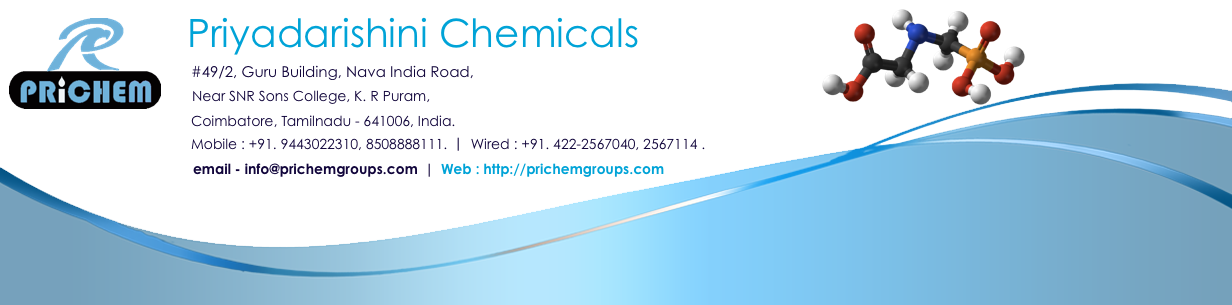 PRiCHEM
Priyadarishini Chemicals
#49/2, Guru Building, Nava India Road,
Near SNR Sons College, K. R Puram,
Coimbatore, Tamilnadu - 641006, India.
Mobile : +91. 9443022310, 8508888111. | Wired : +91. 422-2567040, 2567114 .
email - info@prichemgroups.com | Web : http://prichemgroups.com